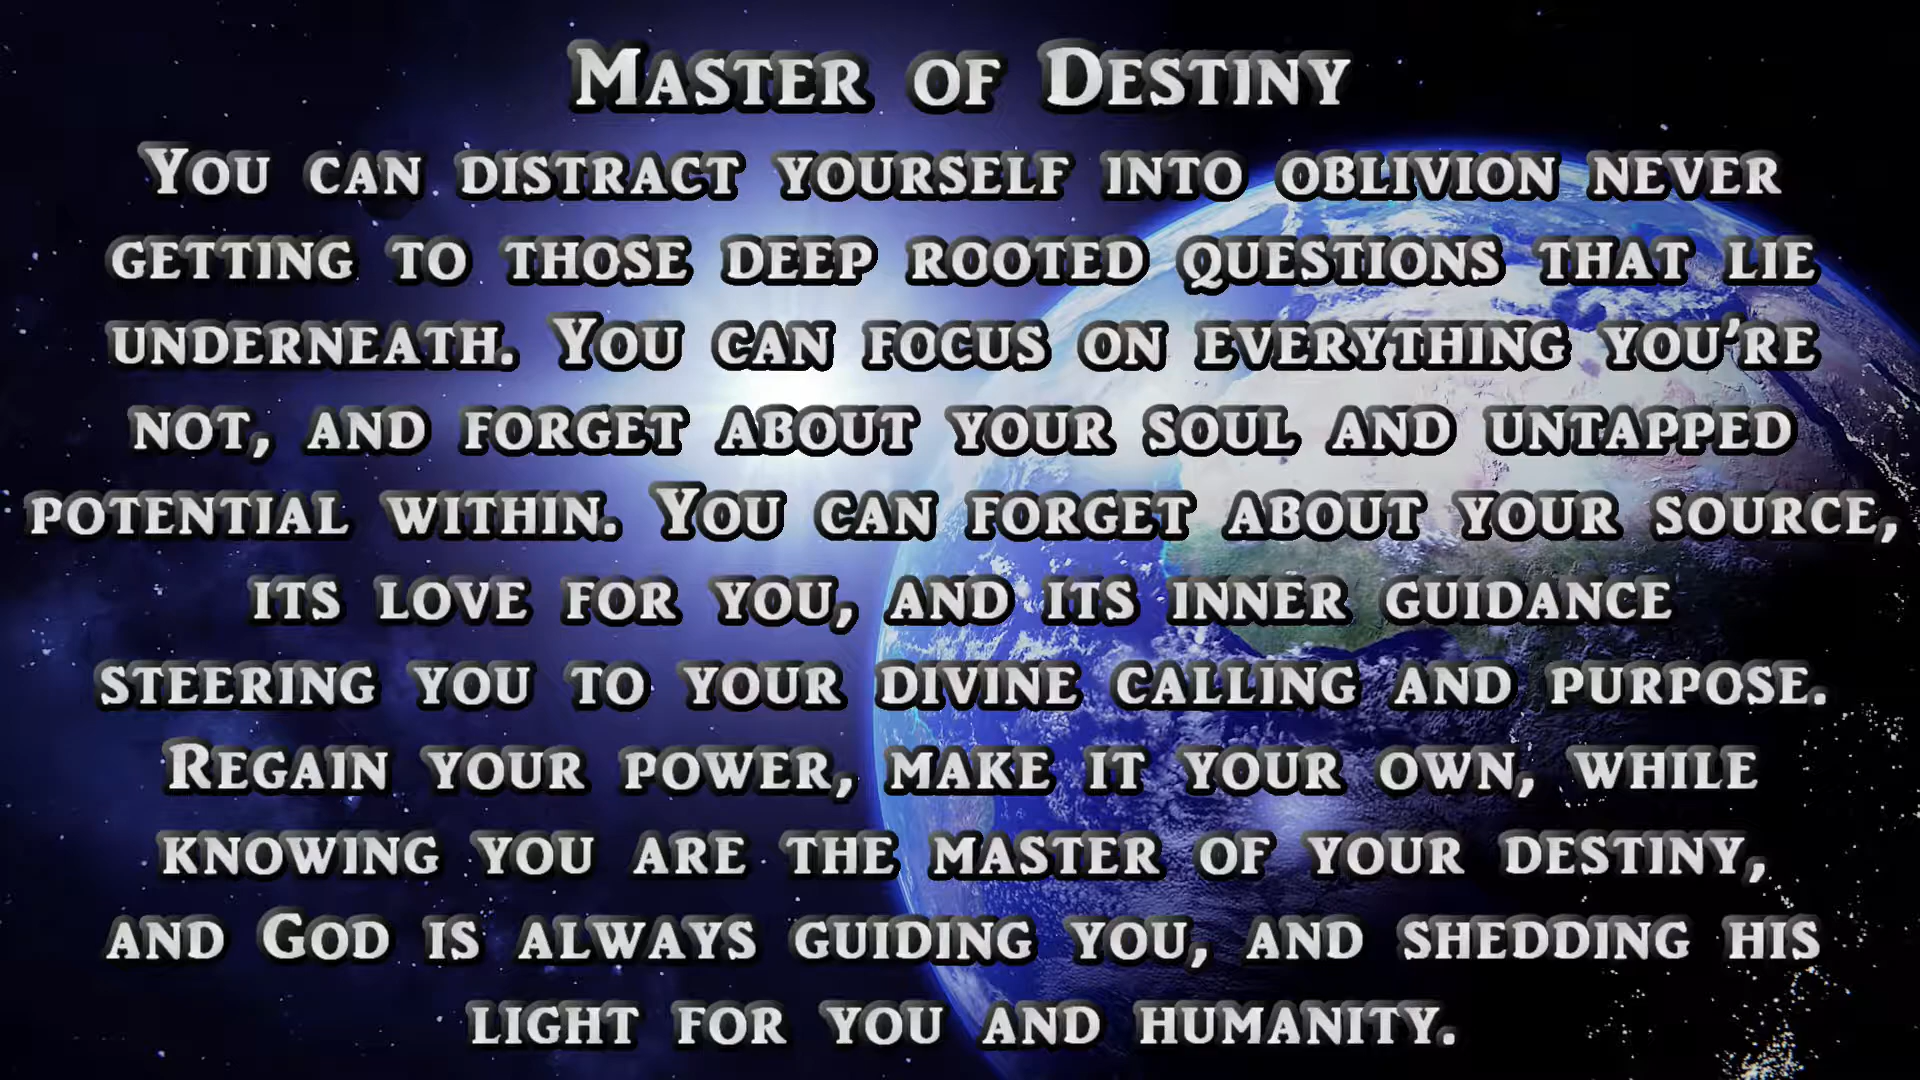 Master of Destiny
You can distract yourself into oblivion never
getting to those deep rooted questions that lie
underneath. You can focus on everything you're
not, and forget about your soul and untapped
potential within. You can forget about your source,
its love for you, and its inner guidance
steering you to your divine calling and purpose.
Regain your power, make it your own, while
knowing you are the master of your destiny,
and God is always guiding you, and shedding his
light for you and humanity.